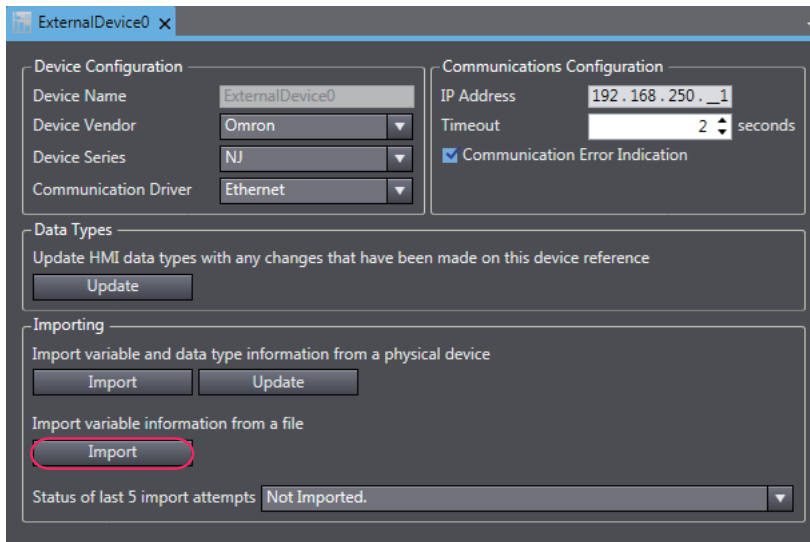 ExternalDevice0
Device Configuration
Device Name ExternalDevice0
Device Vendor Omron
Device Series NJ
Communication Driver Ethernet
Communications Configuration
IP Address 192.168.250.__1
Timeout 2 seconds
Communication Error Indication
Data Types
Update HMI data types with any changes that have been made on this device reference
Update
Importing
Import variable and data type information from a physical device
Import Update
Import variable information from a file
Import
Status of last 5 import attempts Not Imported.